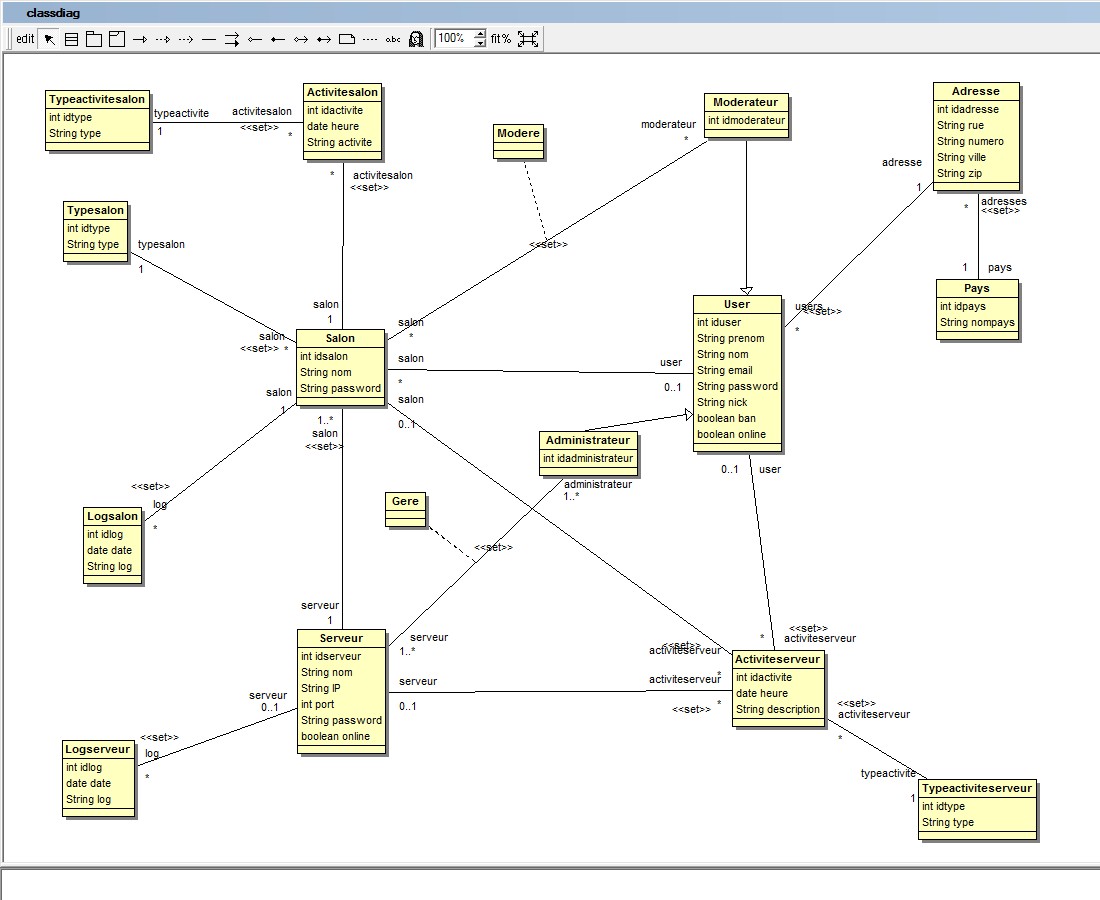 classdiag
edit
abc
100%
fit%
Typeactivitesalon
int idtype
String type
typeactivite
1
activitesalon
<<set>>
*
Activitesalon
int idactivite
date heure
String activite
*
activitesalon
<<set>>
Modere
Moderateur
int idmoderateur
moderateur
*
<<set>>
Adresse
int idadresse
String rue
String numero
String ville
String zip
adresse
1
*
adresses
<<set>>
1
pays
Pays
int idpays
String nompays
Typesalon
int idtype
String type
typesalon
1
salon
1
salon
<<set>>
*
salon
*
Salon
int idsalon
String nom
String password
salon
*
user
0..1
users
<<set>>
*
User
int iduser
String prenom
String nom
String email
String password
String nick
boolean ban
boolean online
salon
1
1..*
salon
<<set>>
salon
0..1
Administrateur
int idadministrateur
administrateur
1..*
0..1
user
Gere
<<set>>
<<set>>
log
*
Logsalon
int idlog
date date
String log
serveur
1
Serveur
int idserveur
String nom
String IP
int port
String password
boolean online
serveur
1..*
serveur
0..1
<<set>>
activiteserveur
*
activiteserveur
<<set>>
*
*
<<set>>
activiteserveur
Activiteserveur
int idactivite
date heure
String description
<<set>>
activiteserveur
*
serveur
0..1
<<set>>
log
*
Logserveur
int idlog
date date
String log
typeactivite
1
Typeactiviteserveur
int idtype
String type